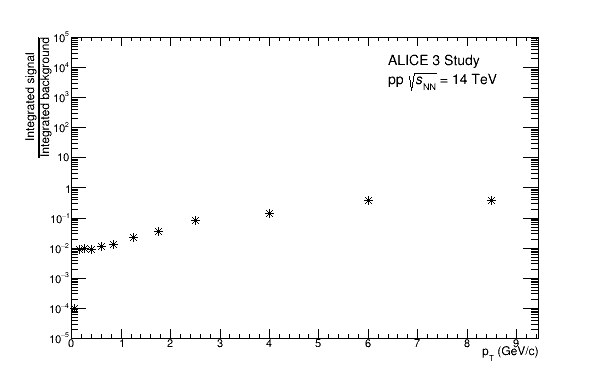 Integrated signal
Integrated background
10^5
10^4
10^3
10^2
10
1
10^−1
10^−2
10^−3
10^−4
10^−5
ALICE 3 Study
pp √s_NN = 14 TeV
0 1 2 3 4 5 6 7 8 9
p_T (GeV/c)